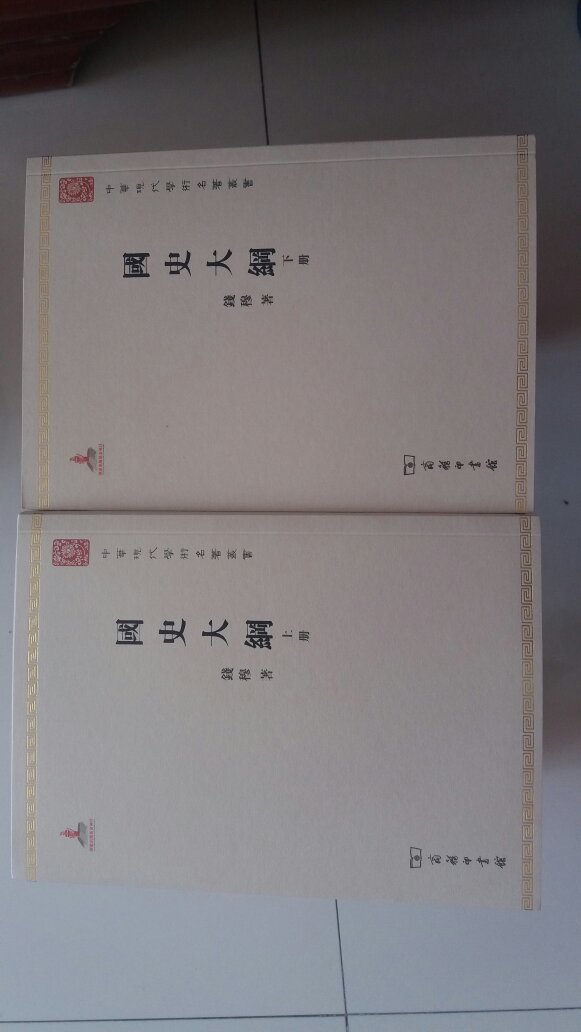 中華現代學術名著叢書
國史大綱 下册
錢穆 著
商務印書館
中華現代學術名著叢書
國史大綱 上册
錢穆 著
商務印書館